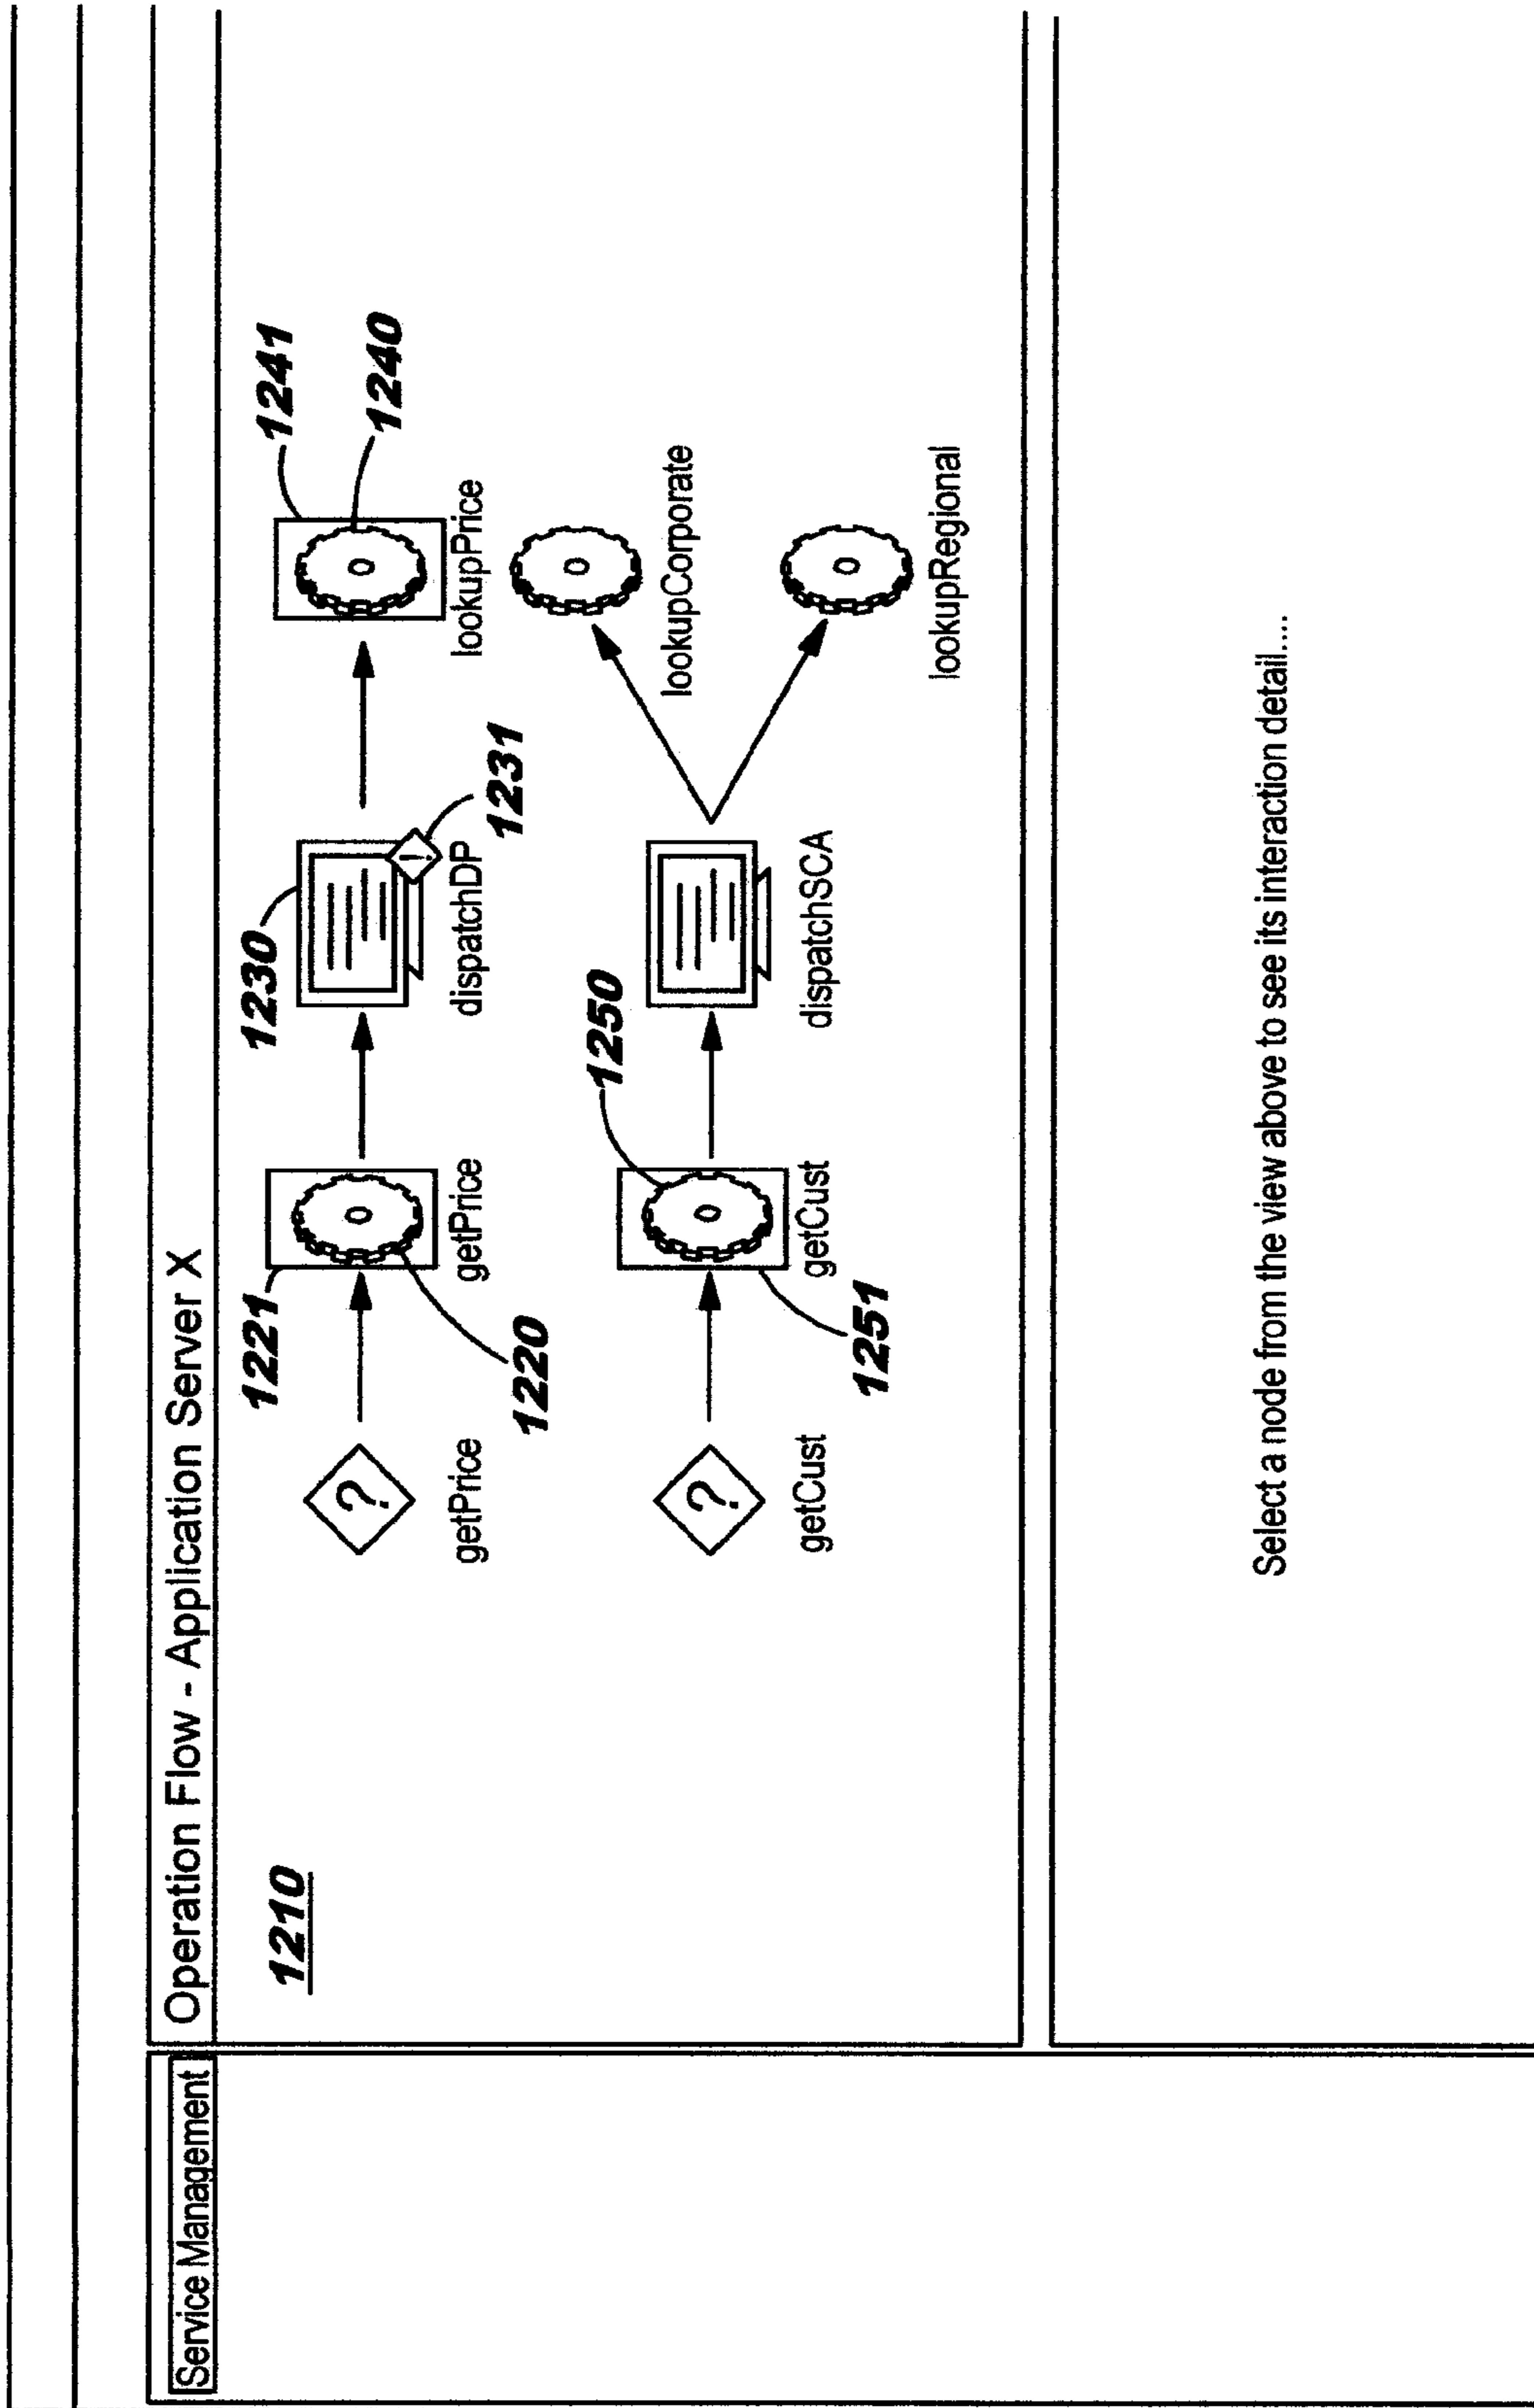 Service Management
Operation Flow - Application Server X
1210
1221
1230
1241
1240
?
!
getPrice
getPrice
dispatchDP
lookupPrice
1220
1231
1250
lookupCorporate
?
getCust
getCust
dispatchSCA
1251
lookupRegional
Select a node from the view above to see its interaction detail....